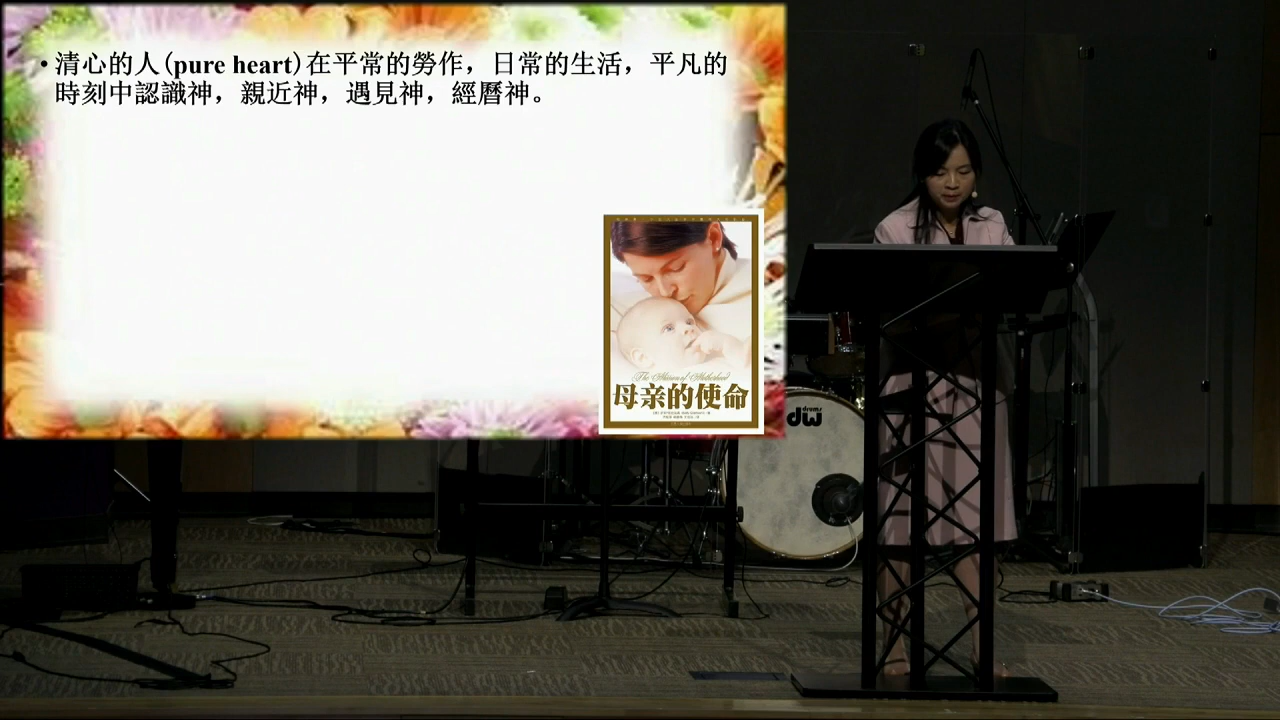 • 清心的人(pure heart)在平常的勞作，日常的生活，平凡的
時刻中認識神，親近神，遇見神，經曆神。
The Mission of Motherhood
母亲的使命
drums
dw